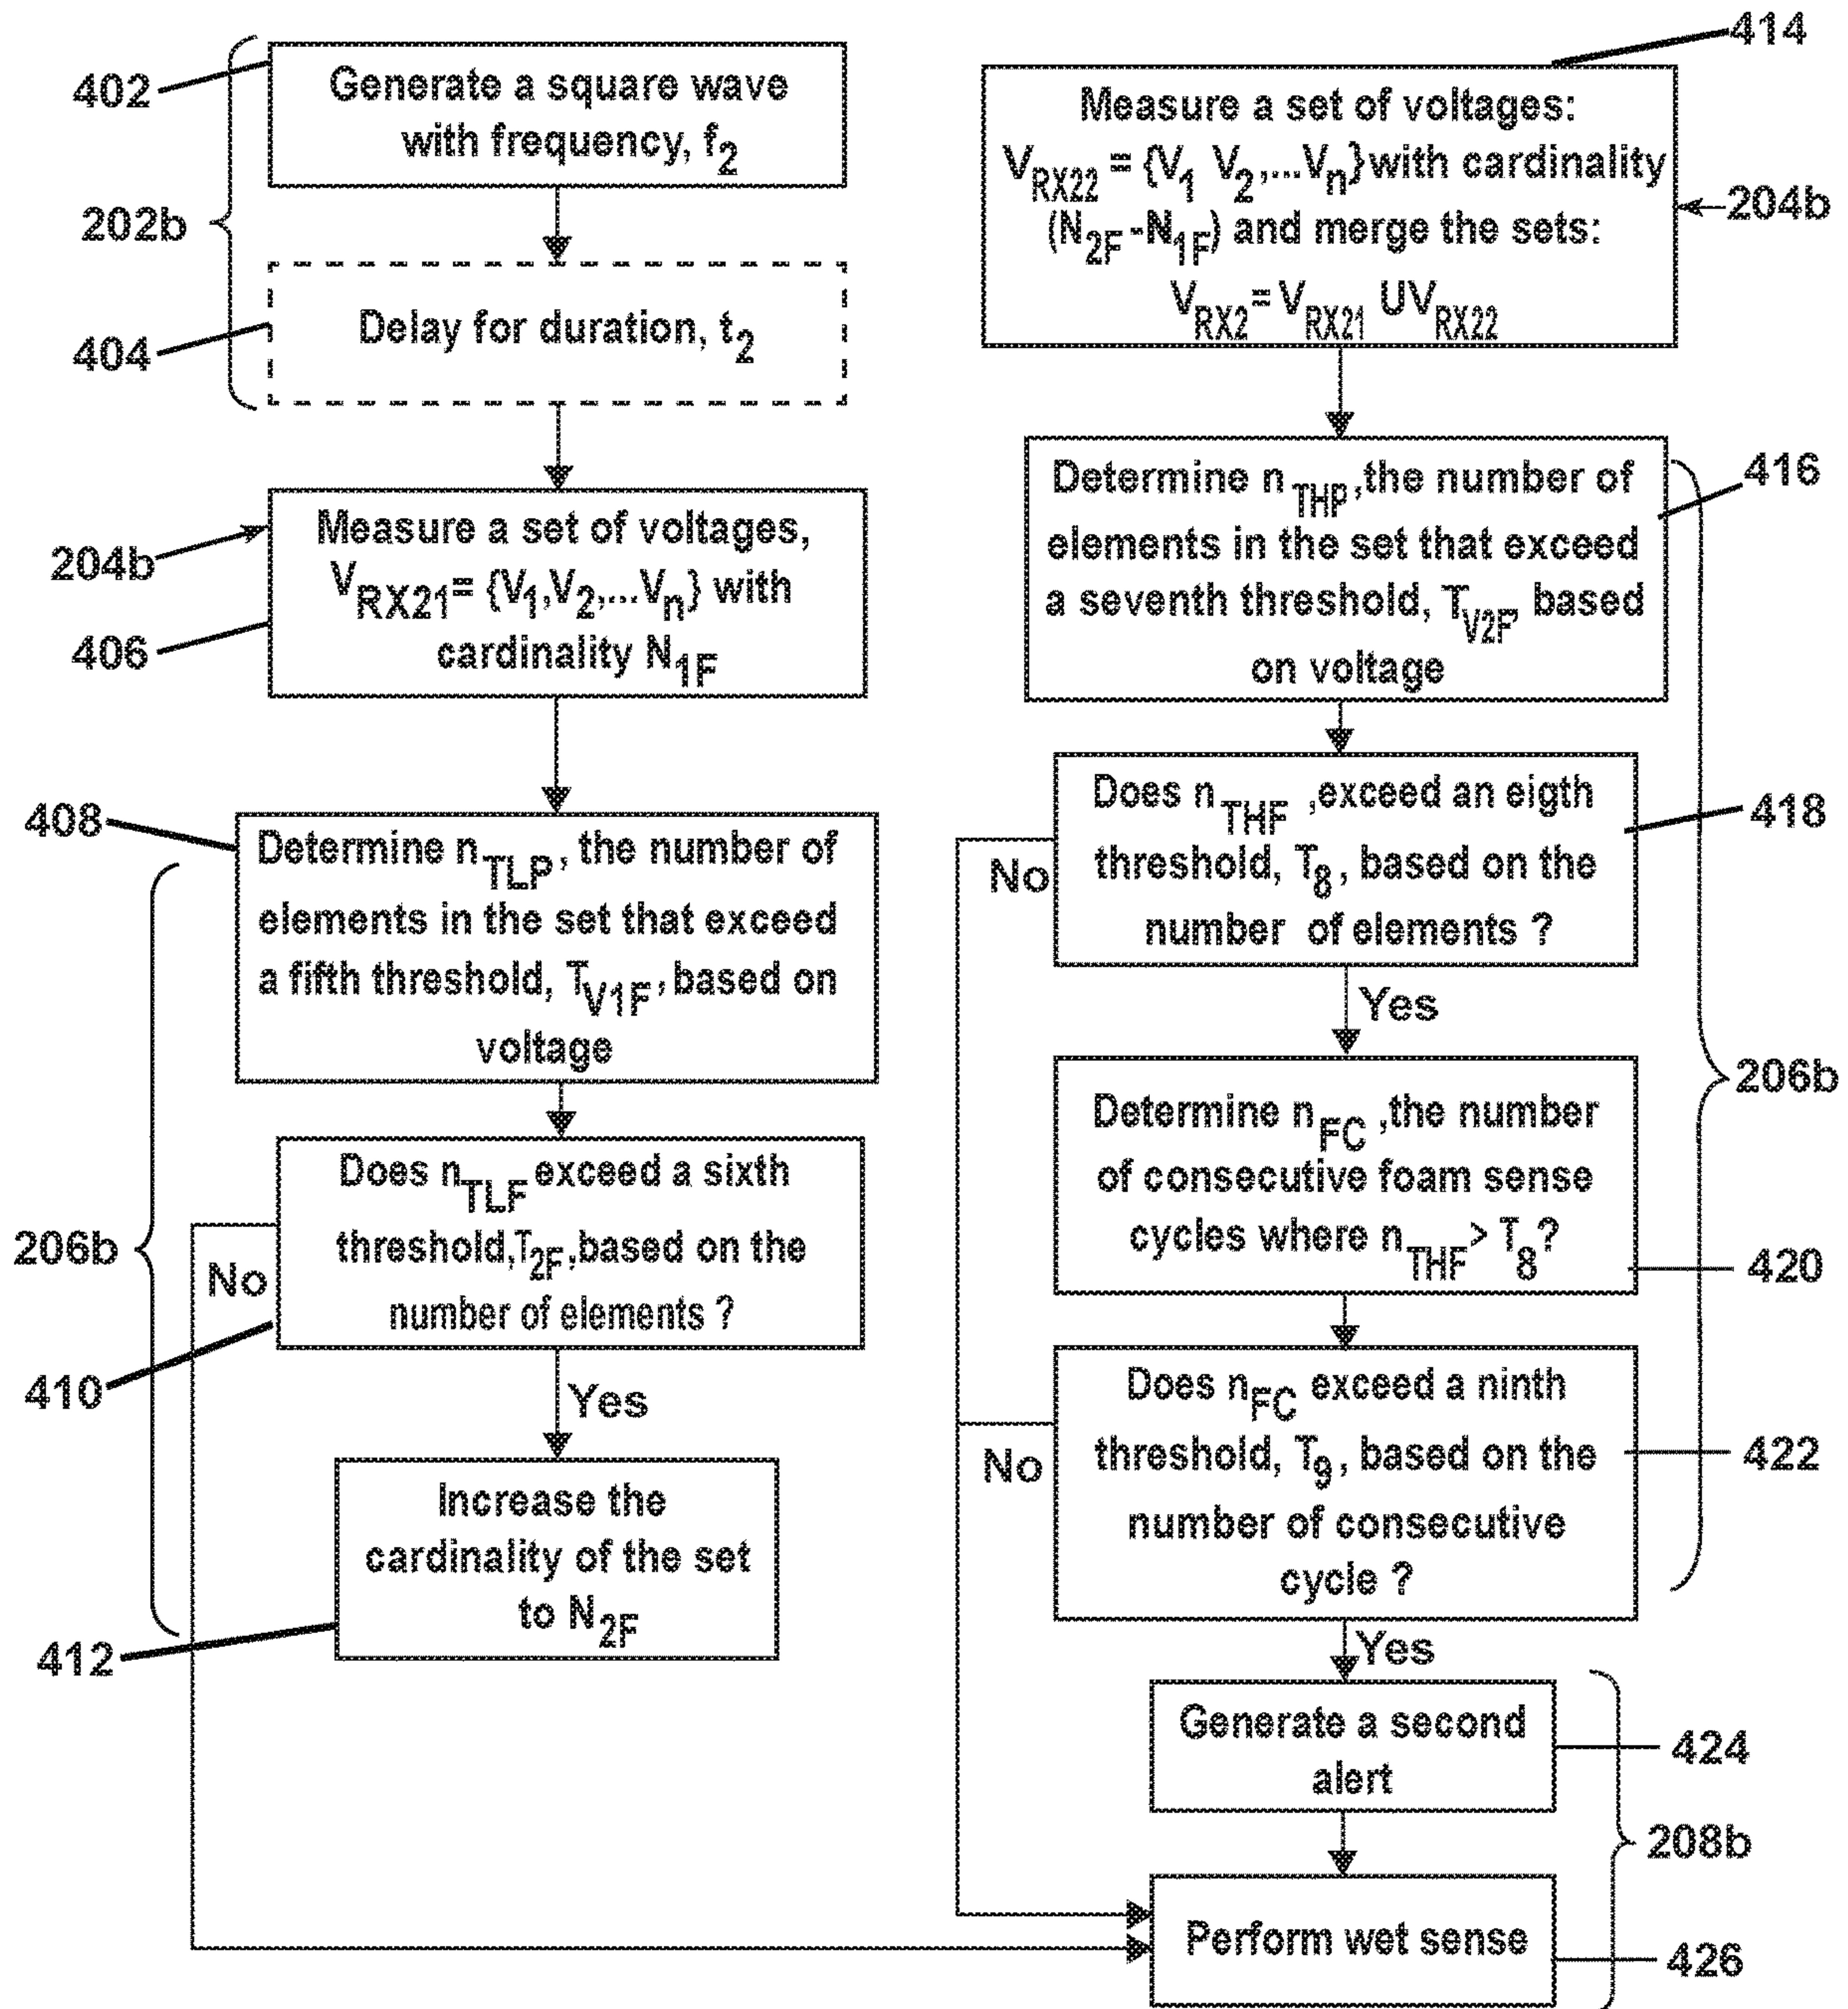 402
Generate a square wave
with frequency, f2
202b
404
Delay for duration, t2
204b
406
Measure a set of voltages,
VRX21= {V1,V2,...Vn} with
cardinality N1F
408
Determine nTLP, the number of
elements in the set that exceed
a fifth threshold, TV1F, based on
voltage
206b
Does nTLF exceed a sixth
threshold,T2F,based on the
number of elements ?
No
410
Yes
Increase the
cardinality of the set
to N2F
412
414
Measure a set of voltages:
VRX22 = {V1 V2,...Vn}with cardinality
(N2F-N1F) and merge the sets:
VRX2= VRX21 UVRX22
204b
416
Determine nTHP,the number of
elements in the set that exceed
a seventh threshold, TV2F, based
on voltage
Does nTHF ,exceed an eigth
threshold, T8, based on the
number of elements ?
418
No
Yes
206b
Determine nFC ,the number
of consecutive foam sense
cycles where nTHF> T8?
420
Does nFC exceed a ninth
threshold, T9, based on the
number of consecutive
cycle ?
422
No
Yes
Generate a second
alert
424
208b
Perform wet sense
426